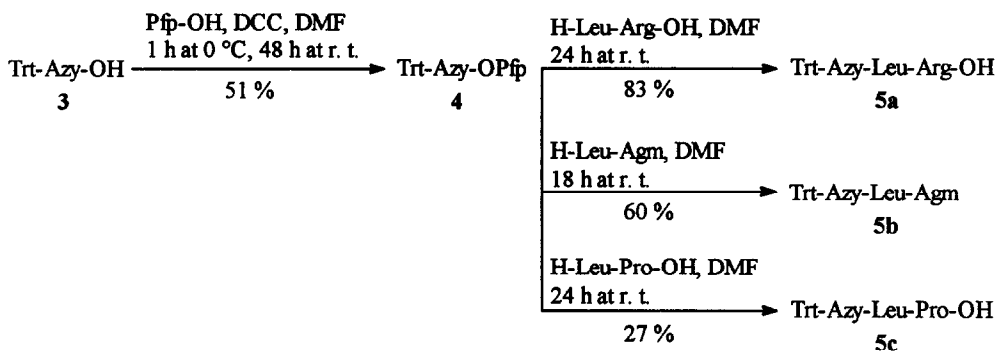 Pfp-OH, DCC, DMF
1 h at 0 °C, 48 h at r. t.
Trt-Azy-OH
3
51 %
Trt-Azy-OPfp
4
H-Leu-Arg-OH, DMF
24 h at r. t.
83 %
Trt-Azy-Leu-Arg-OH
5a
H-Leu-Agm, DMF
18 h at r. t.
60 %
Trt-Azy-Leu-Agm
5b
H-Leu-Pro-OH, DMF
24 h at r. t.
27 %
Trt-Azy-Leu-Pro-OH
5c